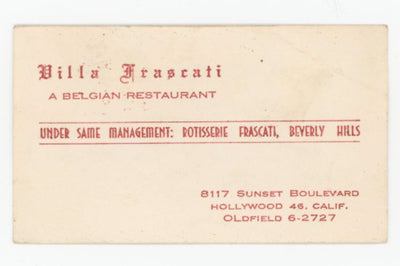 Villa Frascati
A BELGIAN RESTAURANT
UNDER SAME MANAGEMENT: ROTISSERIE FRASCATI, BEVERLY HILLS
8117 SUNSET BOULEVARD
HOLLYWOOD 46, CALIF.
OLDFIELD 6-2727